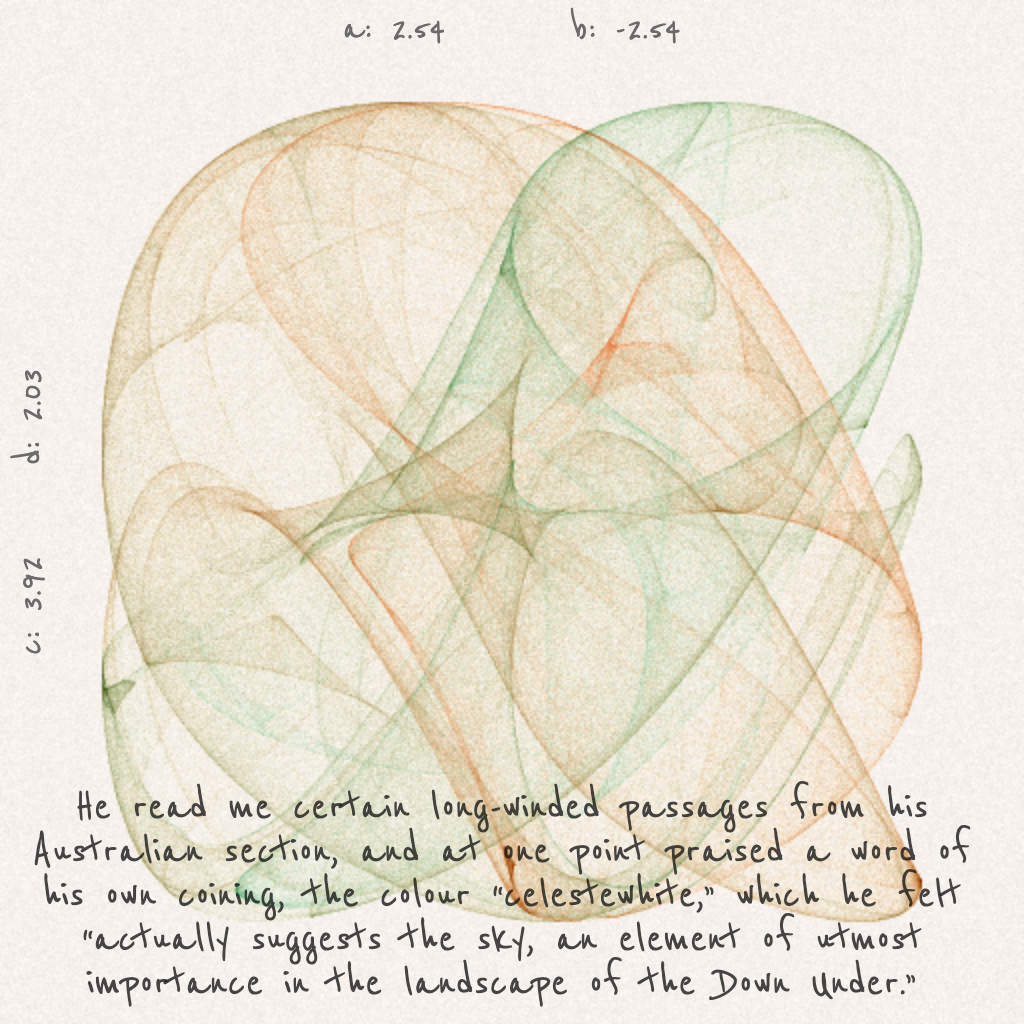 a: 2.54 b: -2.54
d: 2.03
c: 3.92
He read me certain long-winded passages from his
Australian section, and at one point praised a word of
his own coining, the colour "celestewhite," which he felt
"actually suggests the sky, an element of utmost
importance in the landscape of the Down Under."